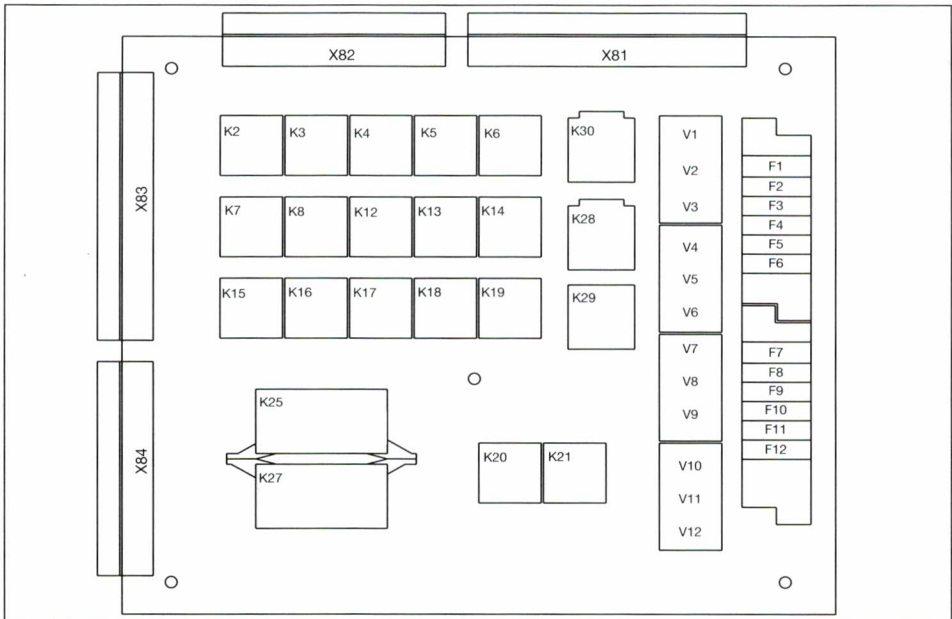 X82 X81
X83
X84
K2 K3 K4 K5 K6
K7 K8 K12 K13 K14
K15 K16 K17 K18 K19
K30
K28
K29
K25
K27
K20 K21
V1
V2
V3
V4
V5
V6
V7
V8
V9
V10
V11
V12
F1
F2
F3
F4
F5
F6
F7
F8
F9
F10
F11
F12